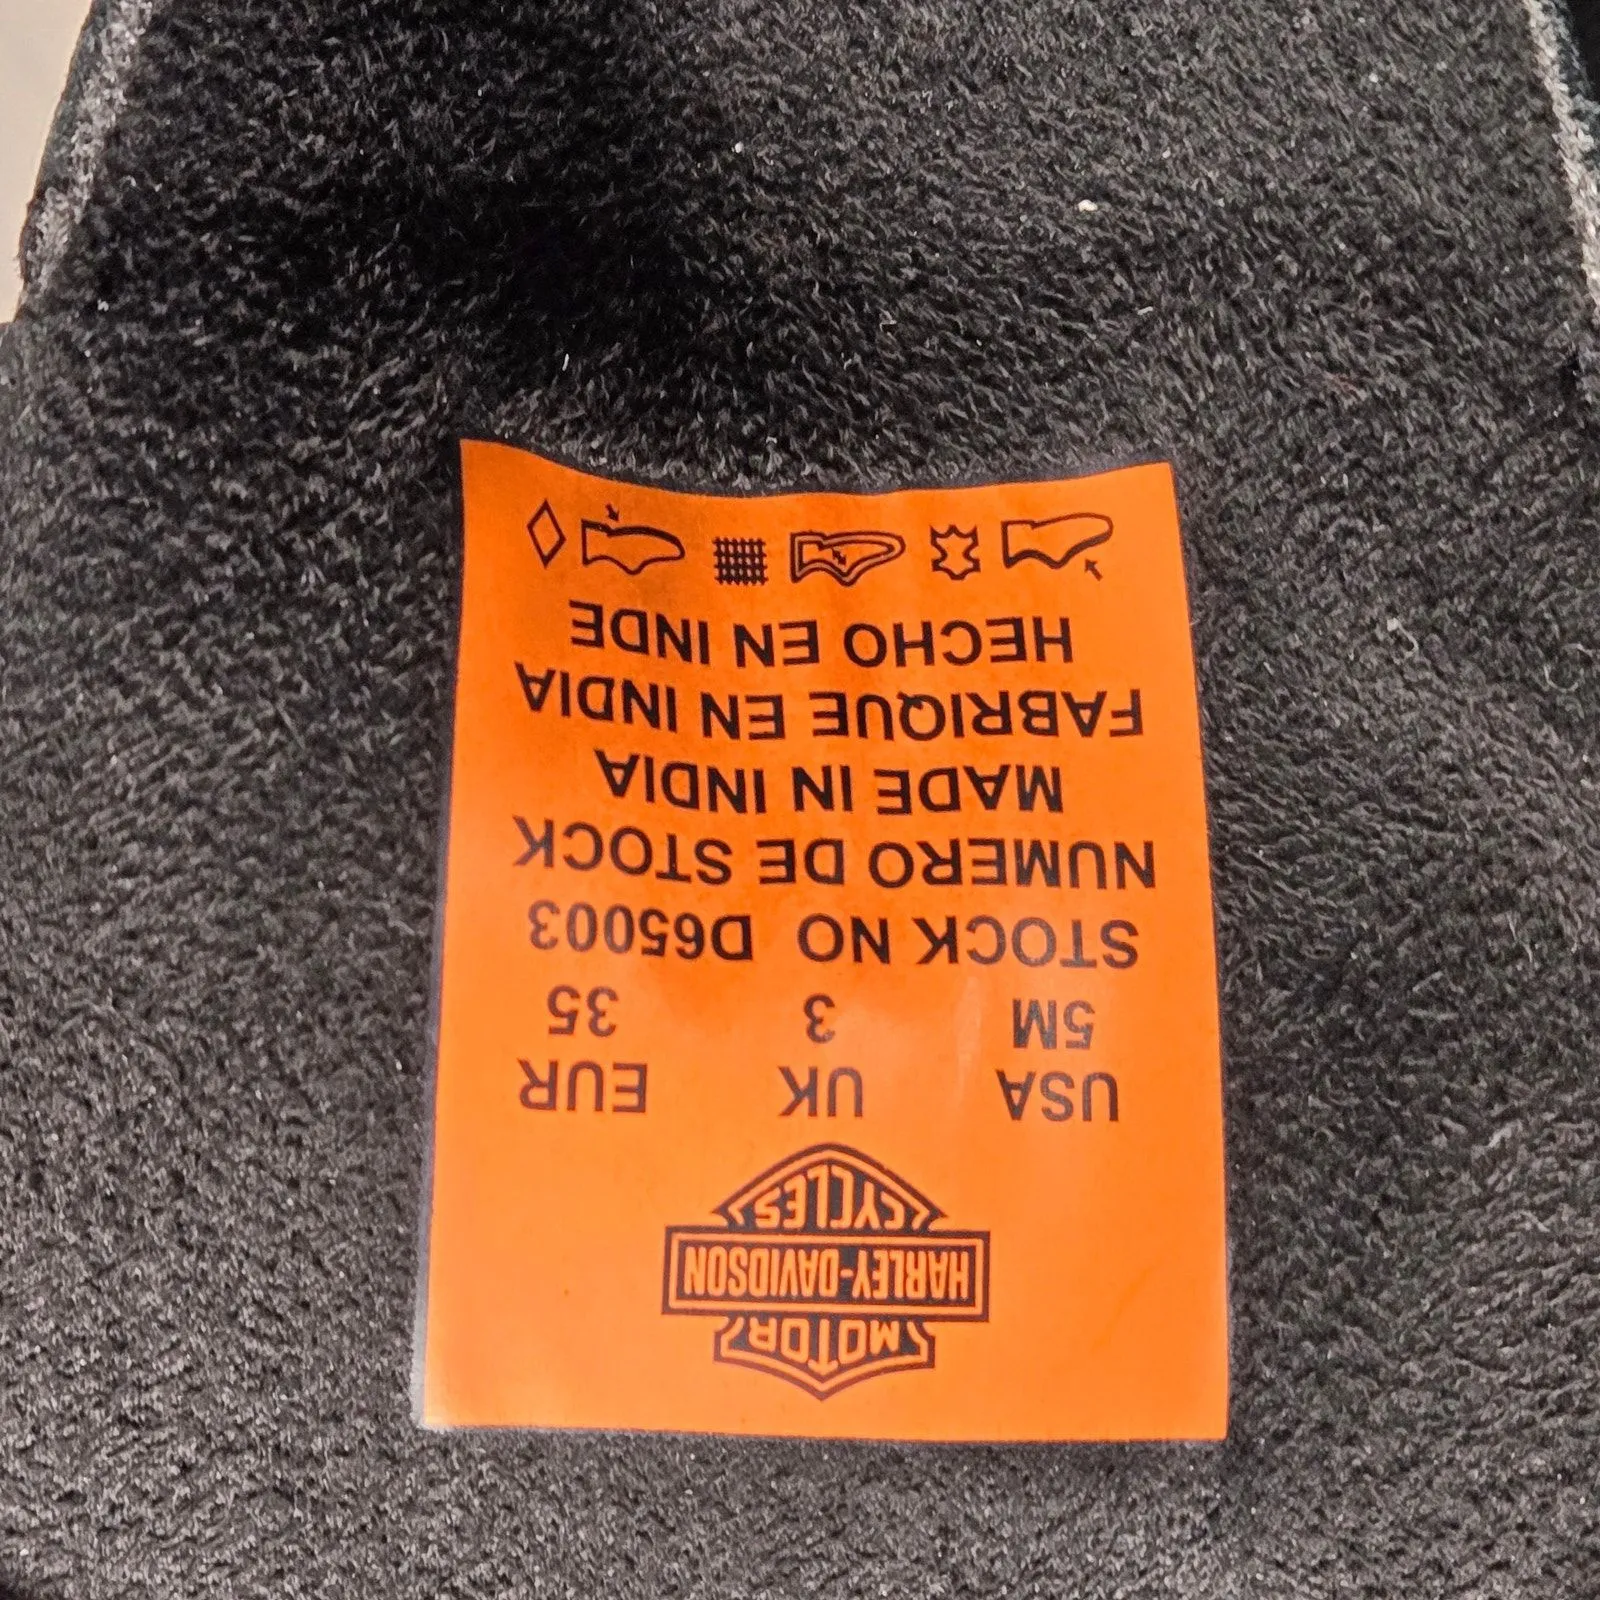 MOTOR
HARLEY-DAVIDSON
CYCLES
USA UK EUR
5M 3 35
STOCK NO D65003
NUMERO DE STOCK
MADE IN INDIA
FABRIQUE EN INDIA
HECHO EN INDE